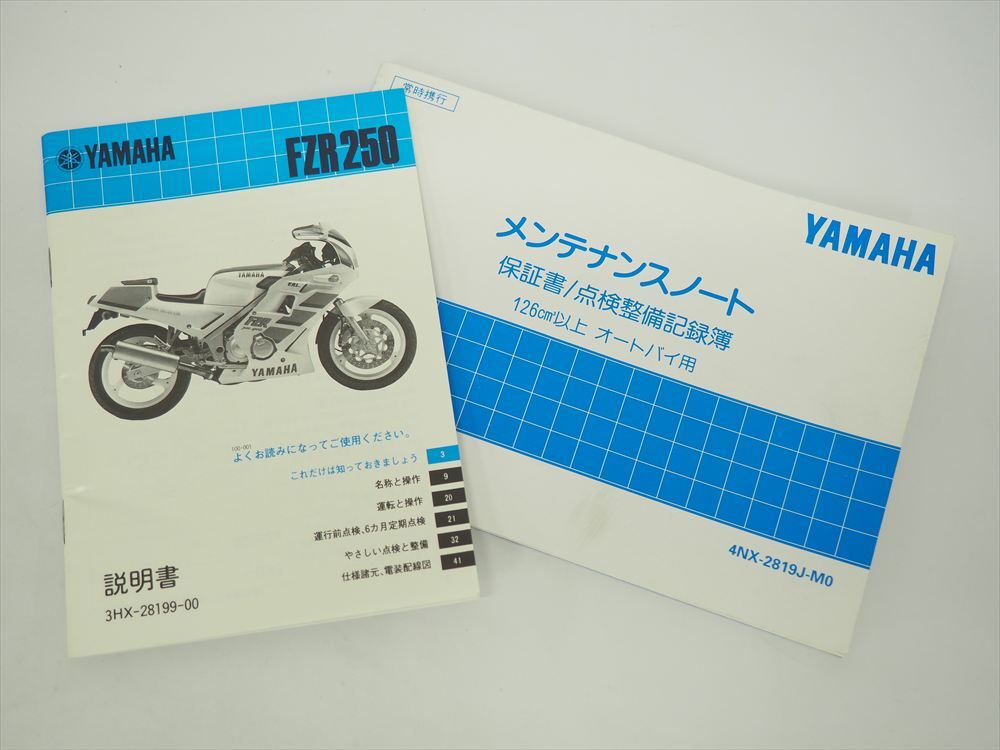 YAMAHA
FZR250
YAMAHA
FZR
YAMAHA
100-001
よくお読みになってご使用ください。
これだけは知っておきましょう 3
名称と操作 9
運転と操作 20
運行前点検、6カ月定期点検 21
やさしい点検と整備 32
仕様諸元、電装配線図 41
説明書
3HX-28199-00
常時携行
YAMAHA
メンテナンスノート
保証書/点検整備記録簿
126cm³以上 オートバイ用
4NX-2819J-M0